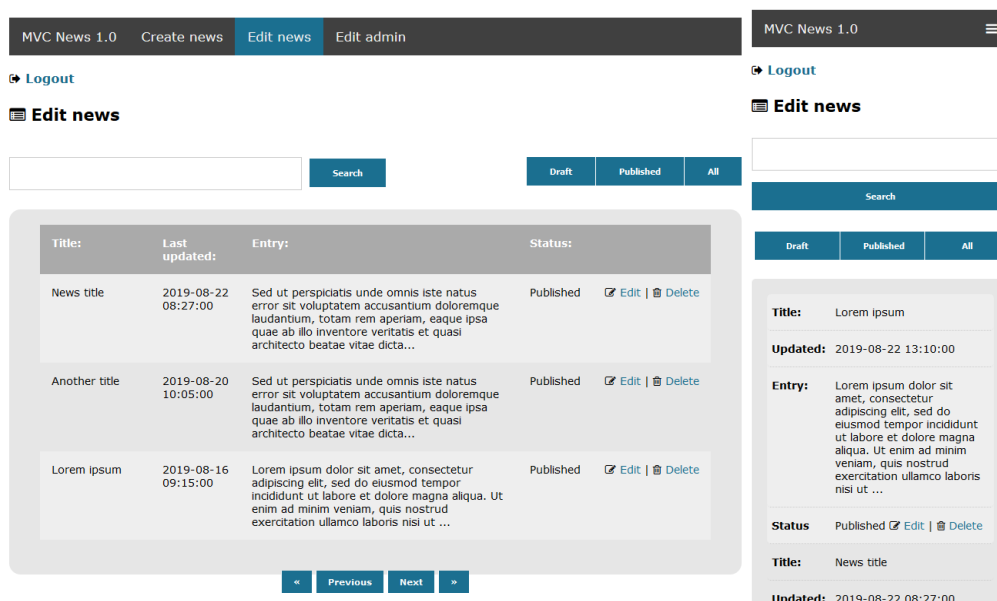 MVC News 1.0 Create news Edit news Edit admin
Logout
Edit news
Search
Draft Published All
Title: Last updated: Entry: Status:
News title
2019-08-22
08:27:00
Sed ut perspiciatis unde omnis iste natus
error sit voluptatem accusantium doloremque
laudantium, totam rem aperiam, eaque ipsa
quae ab illo inventore veritatis et quasi
architecto beatae vitae dicta...
Published
Edit | Delete
Another title
2019-08-20
10:05:00
Sed ut perspiciatis unde omnis iste natus
error sit voluptatem accusantium doloremque
laudantium, totam rem aperiam, eaque ipsa
quae ab illo inventore veritatis et quasi
architecto beatae vitae dicta...
Published
Edit | Delete
Lorem ipsum
2019-08-16
09:15:00
Lorem ipsum dolor sit amet, consectetur
adipiscing elit, sed do eiusmod tempor
incididunt ut labore et dolore magna aliqua. Ut
enim ad minim veniam, quis nostrud
exercitation ullamco laboris nisi ut ...
Published
Edit | Delete
« Previous Next »
MVC News 1.0
Logout
Edit news
Search
Draft Published All
Title: Lorem ipsum
Updated: 2019-08-22 13:10:00
Entry: Lorem ipsum dolor sit
amet, consectetur
adipiscing elit, sed do
eiusmod tempor incididunt
ut labore et dolore magna
aliqua. Ut enim ad minim
veniam, quis nostrud
exercitation ullamco laboris
nisi ut ...
Status Published Edit | Delete
Title: News title
Updated: 2019-08-22 08:27:00